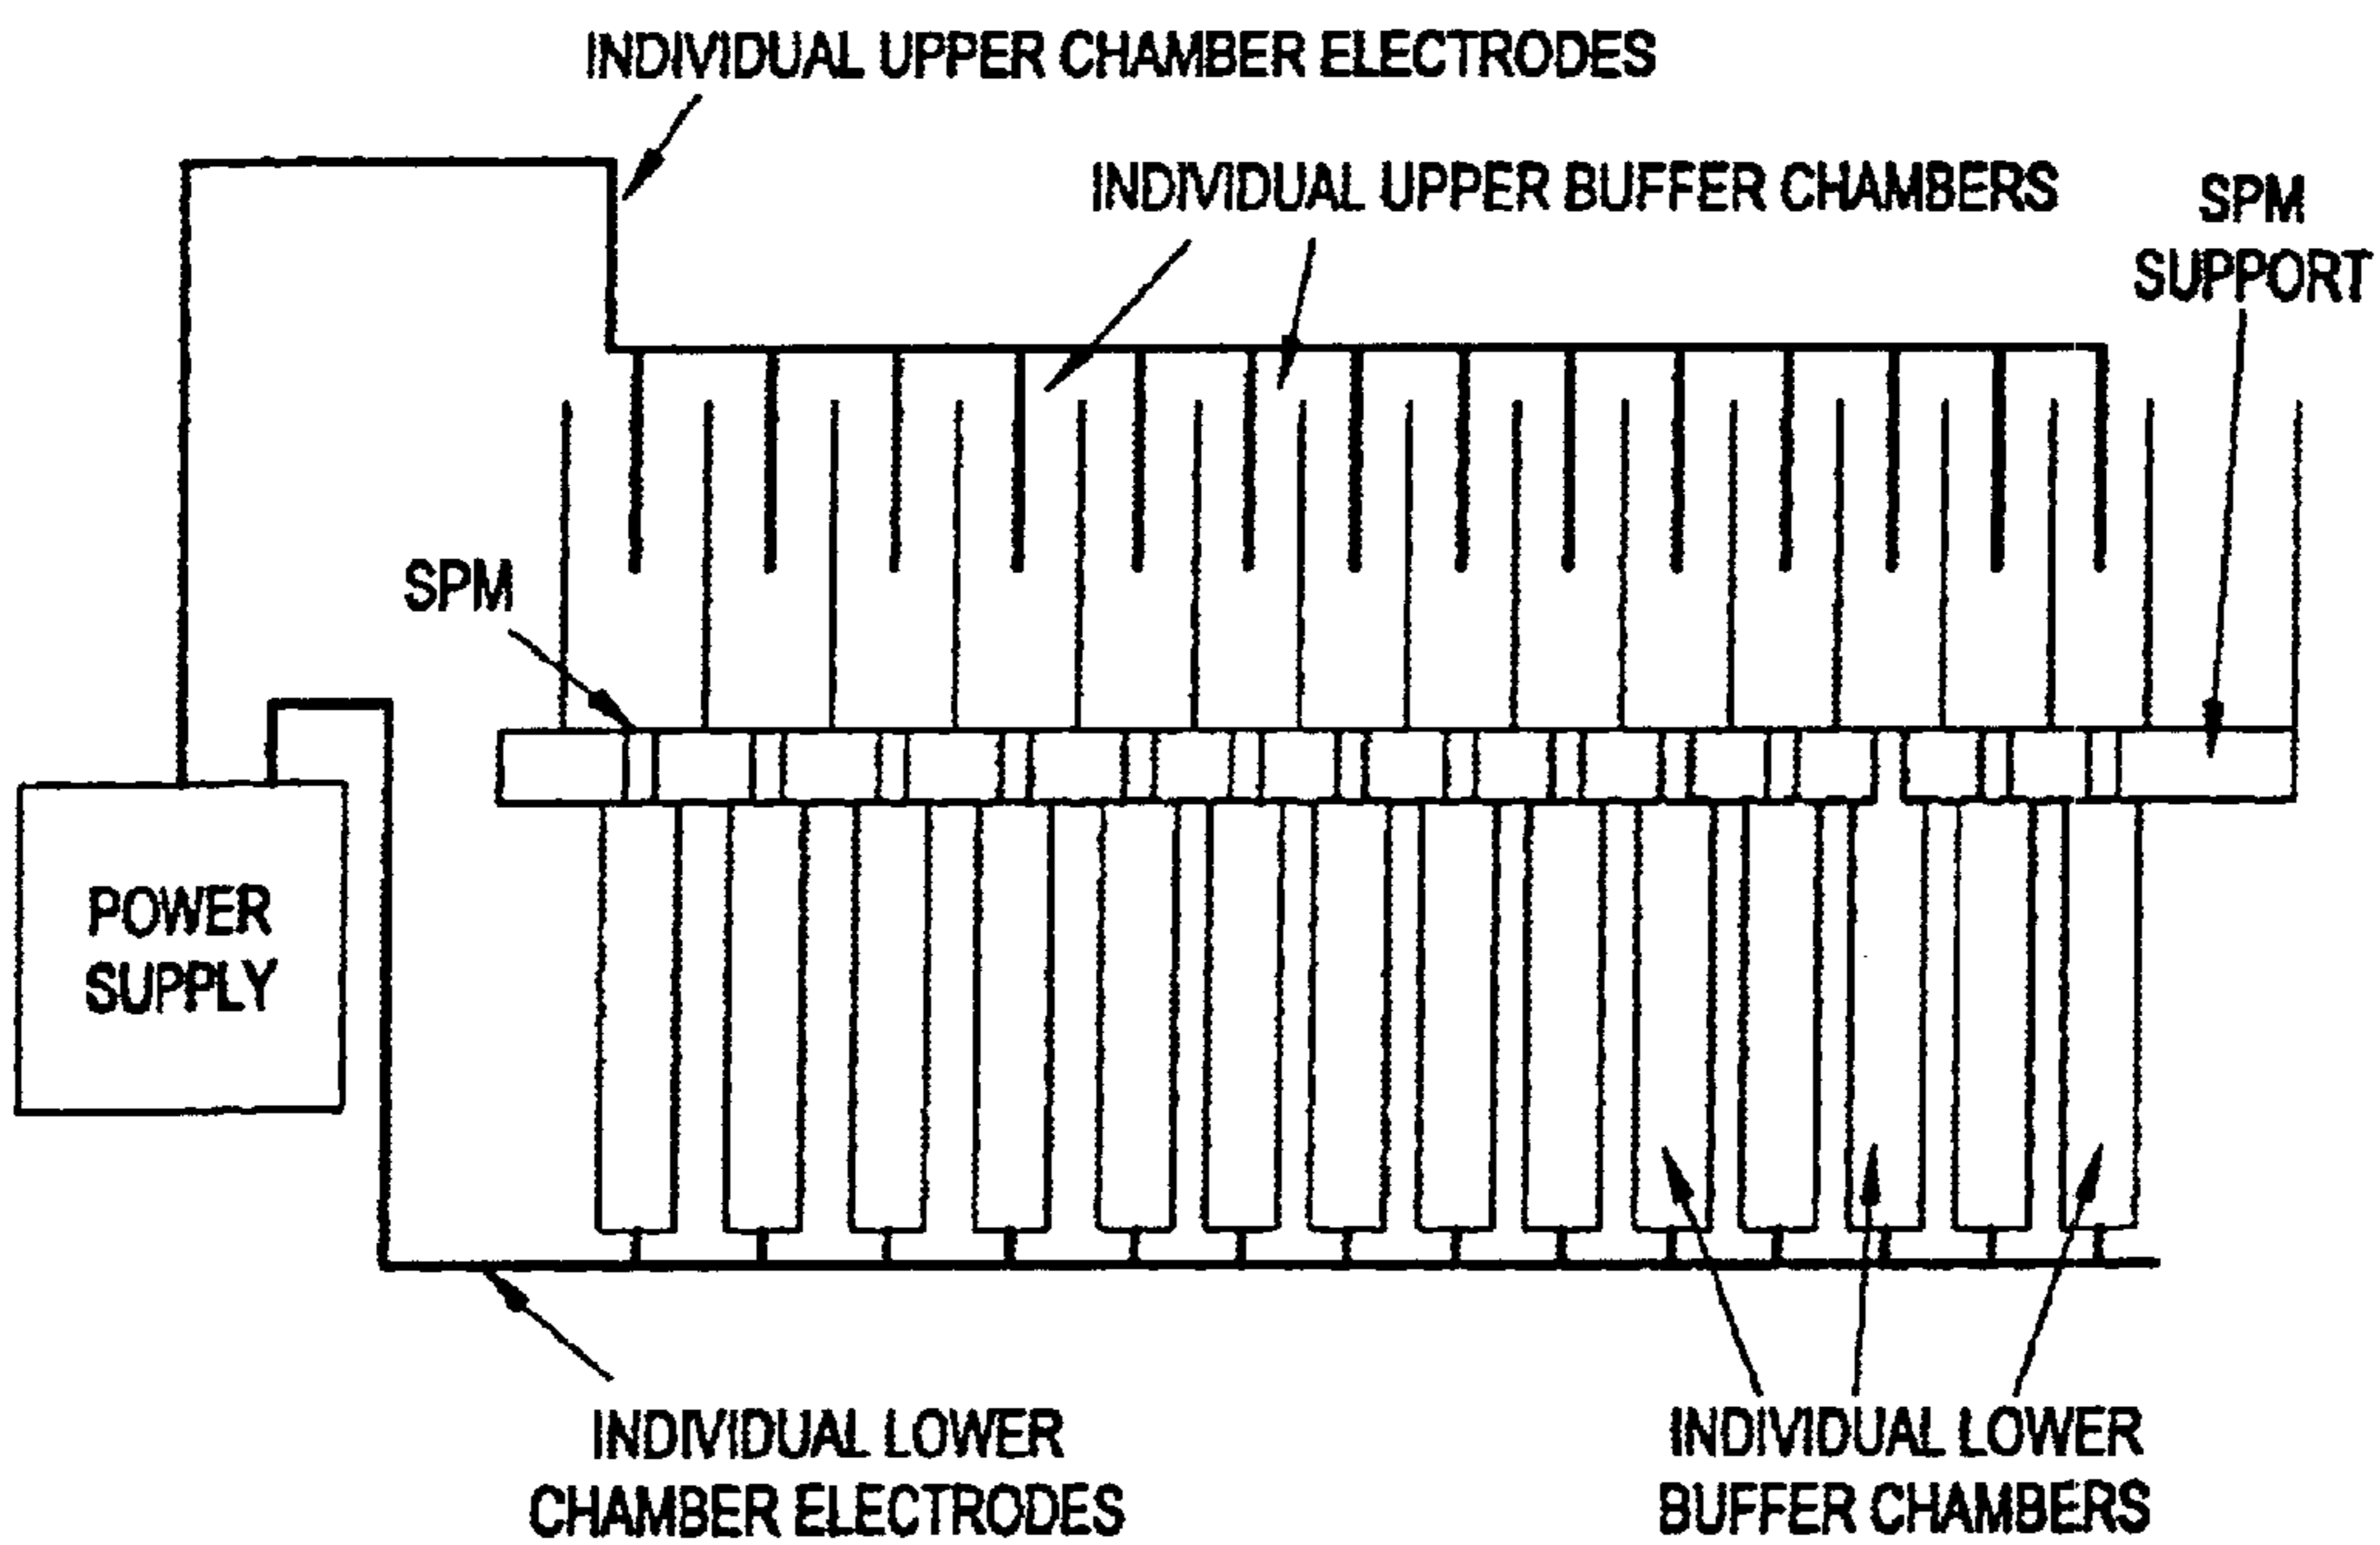 INDIVIDUAL UPPER CHAMBER ELECTRODES
INDIVIDUAL UPPER BUFFER CHAMBERS
SPM
SUPPORT
SPM
POWER
SUPPLY
INDIVIDUAL LOWER
CHAMBER ELECTRODES
INDIVIDUAL LOWER
BUFFER CHAMBERS